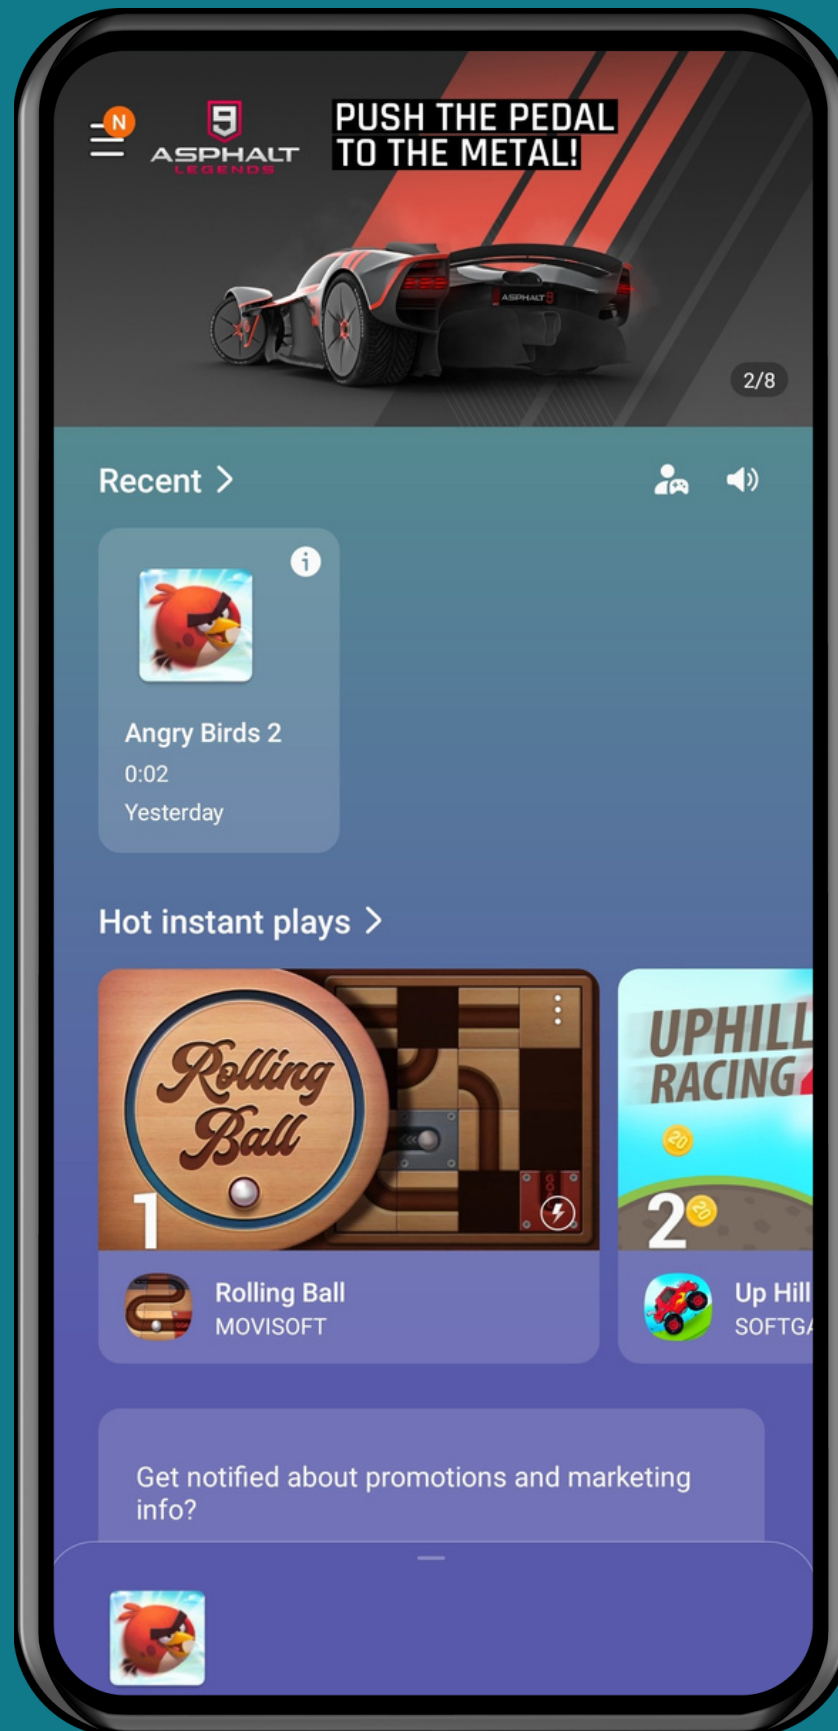 N
9
ASPHALT
LEGENDS
PUSH THE PEDAL
TO THE METAL!
ASPHALT 9
2/8
Recent
Angry Birds 2
0:02
Yesterday
Hot instant plays
Rolling
Ball
1
UPHILL
RACING
20
20
2
Rolling Ball
MOVISOFT
Up Hill
SOFTGA
Get notified about promotions and marketing
info?